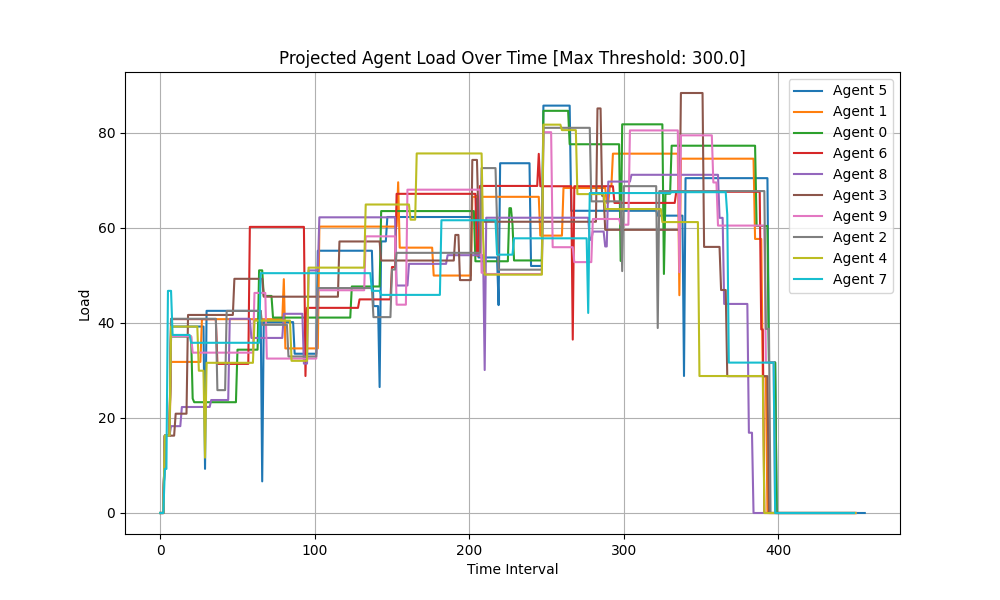 Projected Agent Load Over Time [Max Threshold: 300.0]
Load
80
60
40
20
0
0 100 200 300 400
Time Interval
Agent 5
Agent 1
Agent 0
Agent 6
Agent 8
Agent 3
Agent 9
Agent 2
Agent 4
Agent 7